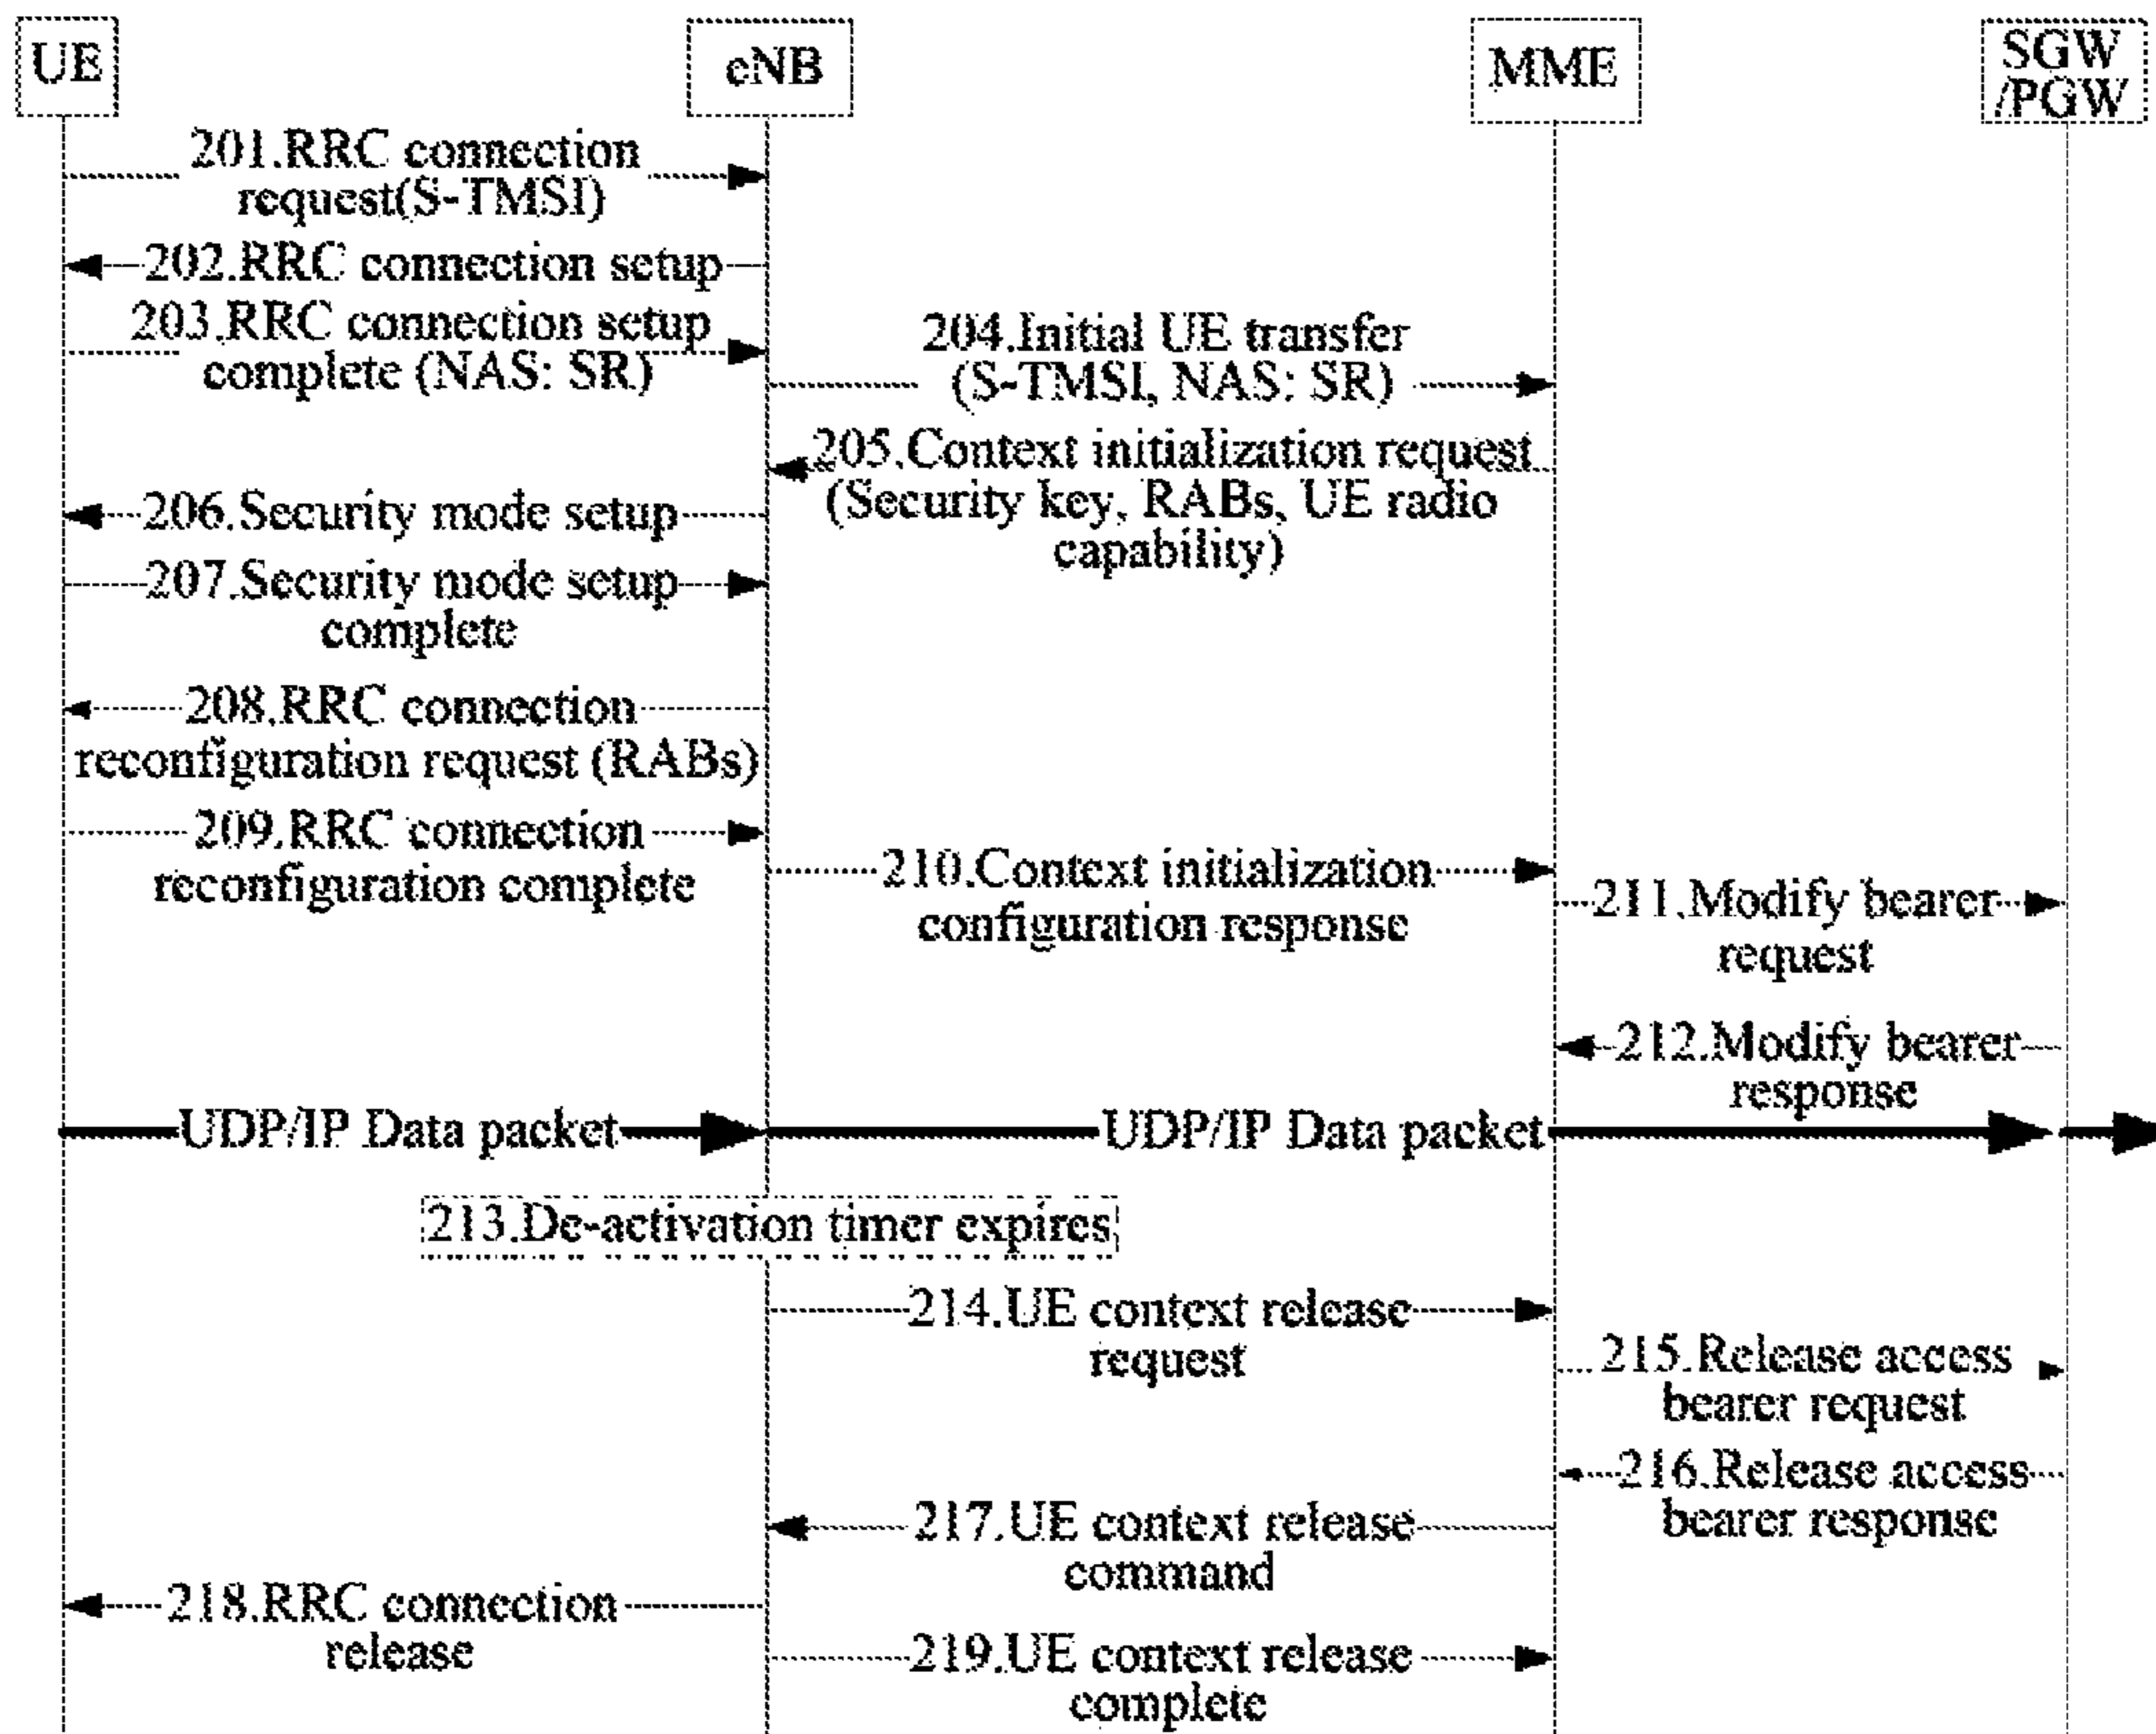 UE
eNB
MME
SGW
/PGW
201.RRC connection
request(S-TMSI)
202.RRC connection setup
203.RRC connection setup
complete (NAS: SR)
204.Initial UE transfer
(S-TMSI, NAS: SR)
205.Context initialization request
(Security key, RABs, UE radio
capability)
206.Security mode setup
207.Security mode setup
complete
208.RRC connection
reconfiguration request (RABs)
209.RRC connection
reconfiguration complete
210.Context initialization
configuration response
211.Modify bearer
request
212.Modify bearer
response
UDP/IP Data packet
UDP/IP Data packet
213.De-activation timer expires
214.UE context release
request
215.Release access
bearer request
216.Release access
bearer response
217.UE context release
command
218.RRC connection
release
219.UE context release
complete